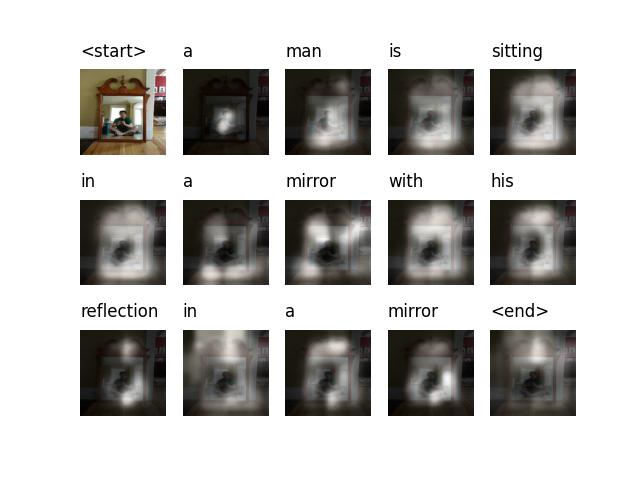 <start> a man is sitting
in a mirror with his
reflection in a mirror <end>